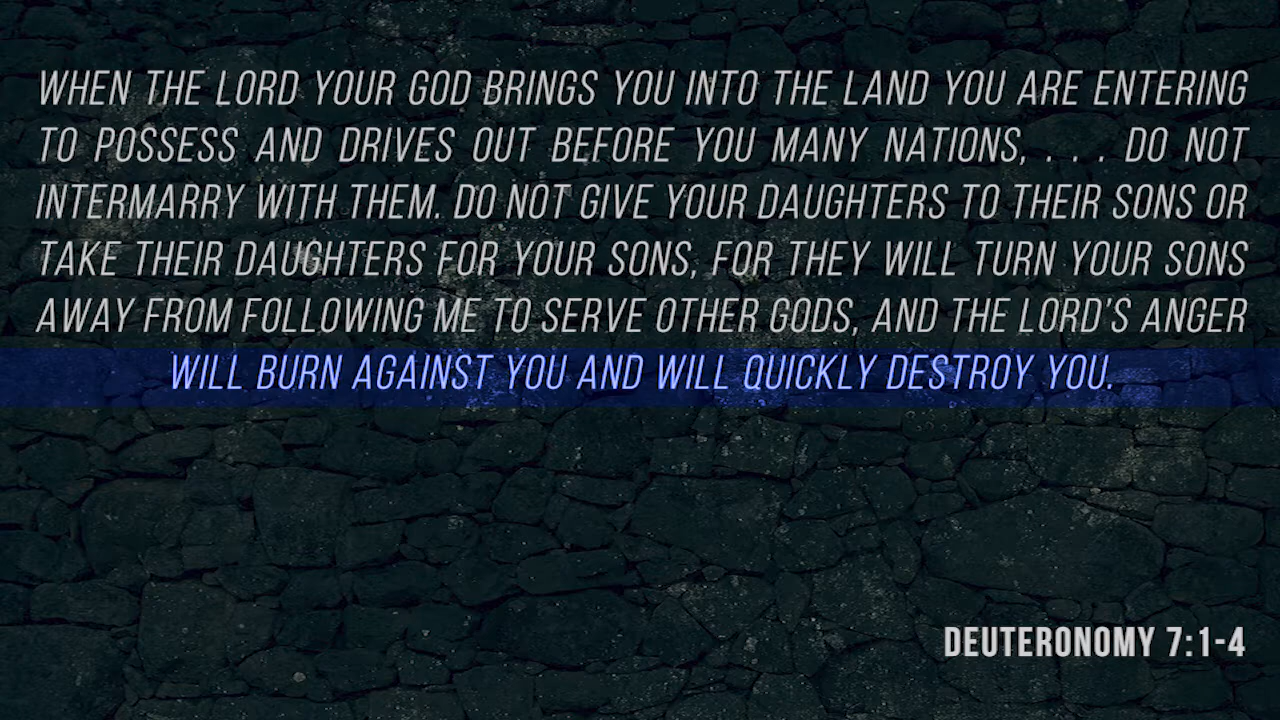 WHEN THE LORD YOUR GOD BRINGS YOU INTO THE LAND YOU ARE ENTERING
TO POSSESS AND DRIVES OUT BEFORE YOU MANY NATIONS, . . . DO NOT
INTERMARRY WITH THEM. DO NOT GIVE YOUR DAUGHTERS TO THEIR SONS OR
TAKE THEIR DAUGHTERS FOR YOUR SONS, FOR THEY WILL TURN YOUR SONS
AWAY FROM FOLLOWING ME TO SERVE OTHER GODS, AND THE LORD'S ANGER
WILL BURN AGAINST YOU AND WILL QUICKLY DESTROY YOU.
DEUTERONOMY 7:1-4